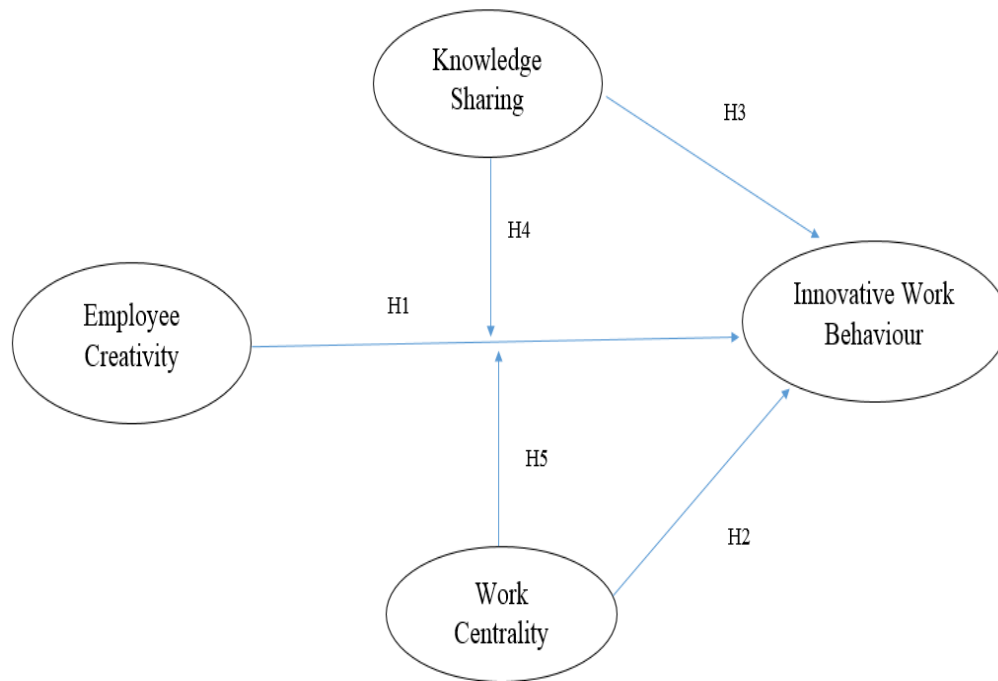 Knowledge
Sharing
H3
H4
Employee
Creativity
H1
Innovative Work
Behaviour
H5
H2
Work
Centrality